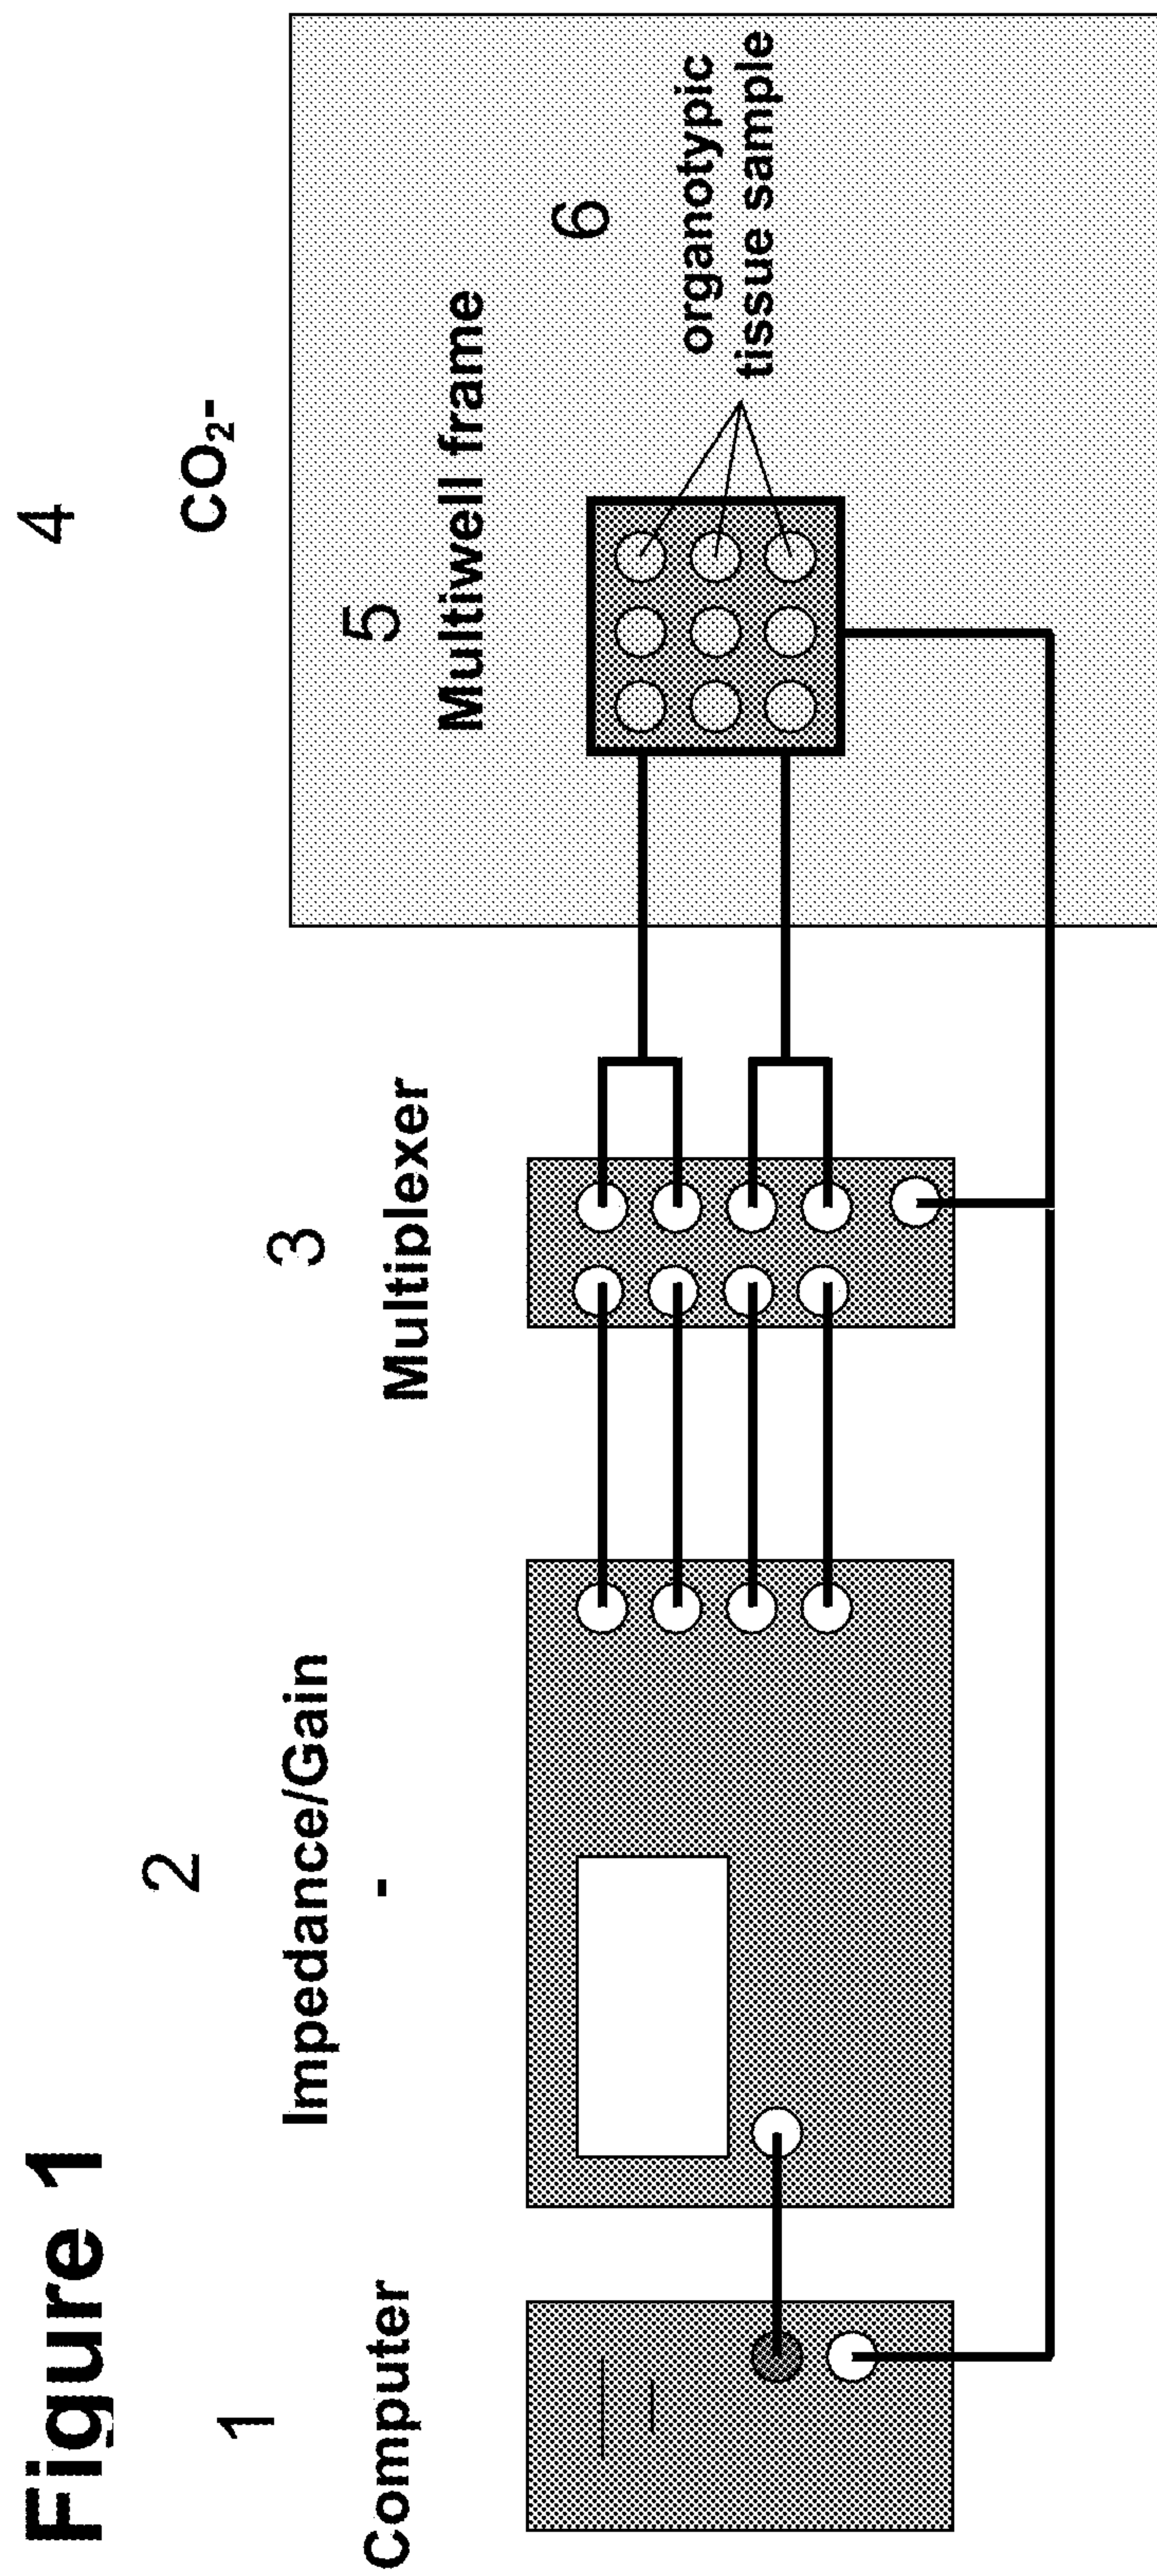 Figure 1
1
Computer
2
Impedance/Gain
-
3
Multiplexer
4
CO₂-
5
Multiwell frame
6
organotypic
tissue sample